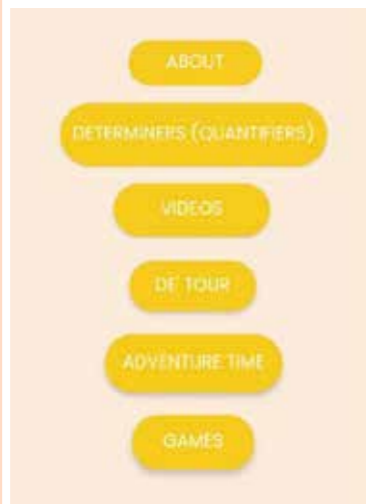 ABOUT
DETERMINERS (QUANTIFIERS)
VIDEOS
DE' TOUR
ADVENTURE TIME
GAMES